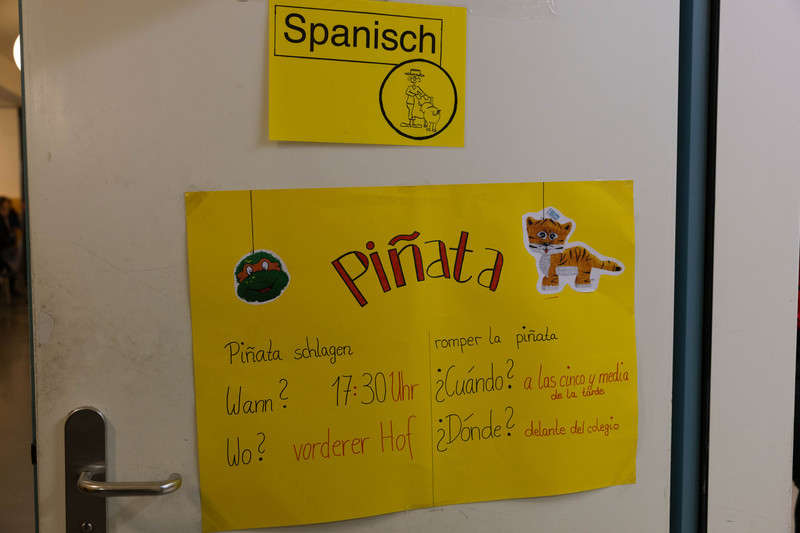 Spanisch
Piñata
Piñata schlagen
Wann? 17:30 Uhr
Wo? vorderer Hof
romper la piñata
¿Cuándo? a las cinco y media
de la tarde
¿Dónde? delante del colegio